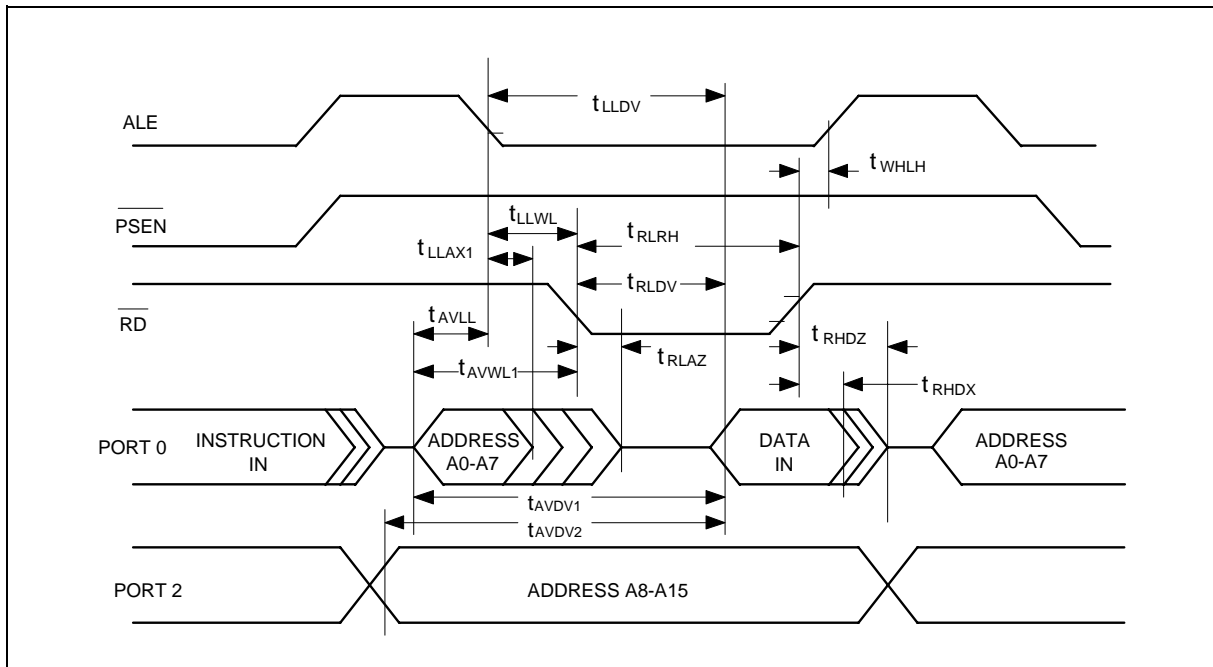 ALE
tLLDV
tWHLH
PSEN
tLLWL
tRLRH
tLLAX1
tRLDV
RD
tAVLL
tRHDZ
tRLAZ
tAVWL1
tRHDX
PORT 0
INSTRUCTION
IN
ADDRESS
A0-A7
DATA
IN
ADDRESS
A0-A7
tAVDV1
tAVDV2
PORT 2
ADDRESS A8-A15